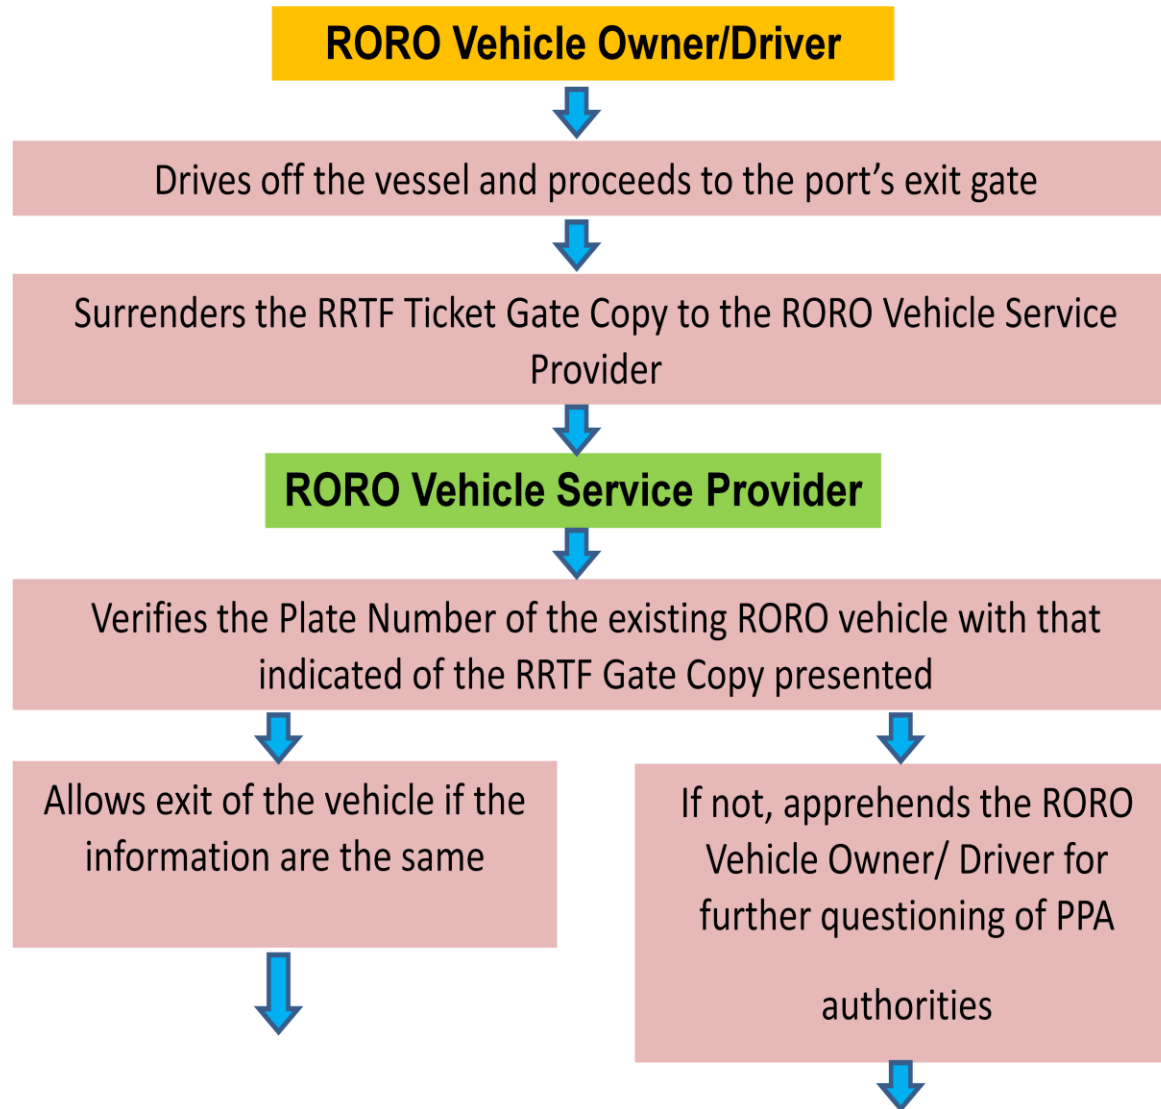 RORO Vehicle Owner/Driver
Drives off the vessel and proceeds to the port’s exit gate
Surrenders the RRTF Ticket Gate Copy to the RORO Vehicle Service
Provider
RORO Vehicle Service Provider
Verifies the Plate Number of the existing RORO vehicle with that
indicated of the RRTF Gate Copy presented
Allows exit of the vehicle if the
information are the same
If not, apprehends the RORO
Vehicle Owner/ Driver for
further questioning of PPA
authorities